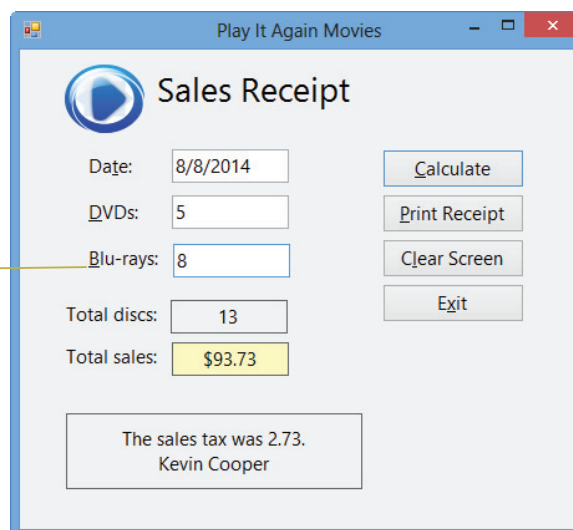 Play It Again Movies
Sales Receipt
Date: 8/8/2014
DVDs: 5
Blu-rays: 8
Total discs: 13
Total sales: $93.73
Calculate
Print Receipt
Clear Screen
Exit
The sales tax was 2.73.
Kevin Cooper